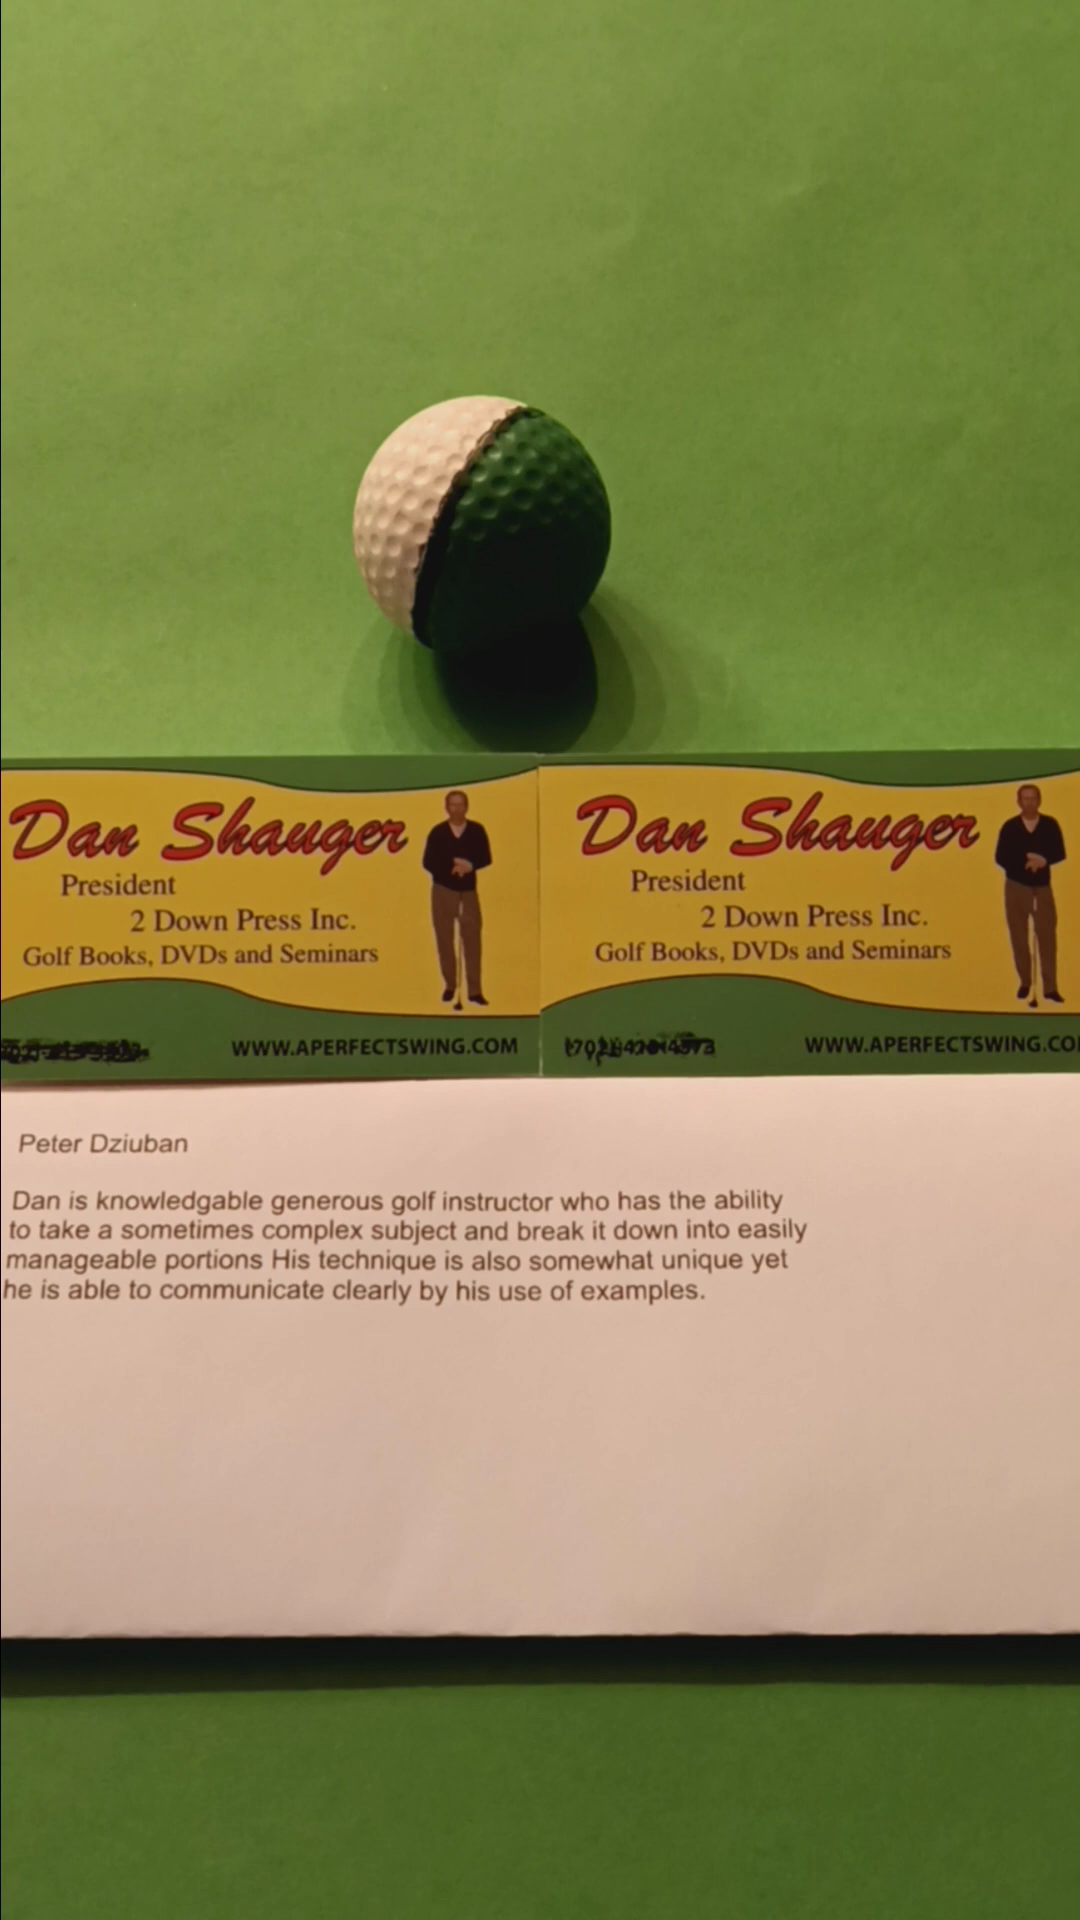 Dan Shauger
President
2 Down Press Inc.
Golf Books, DVDs and Seminars
WWW.APERFECTSWING.COM
Dan Shauger
President
2 Down Press Inc.
Golf Books, DVDs and Seminars
WWW.APERFECTSWING.CO
Peter Dziuban
Dan is knowledgable generous golf instructor who has the ability
to take a sometimes complex subject and break it down into easily
manageable portions His technique is also somewhat unique yet
he is able to communicate clearly by his use of examples.